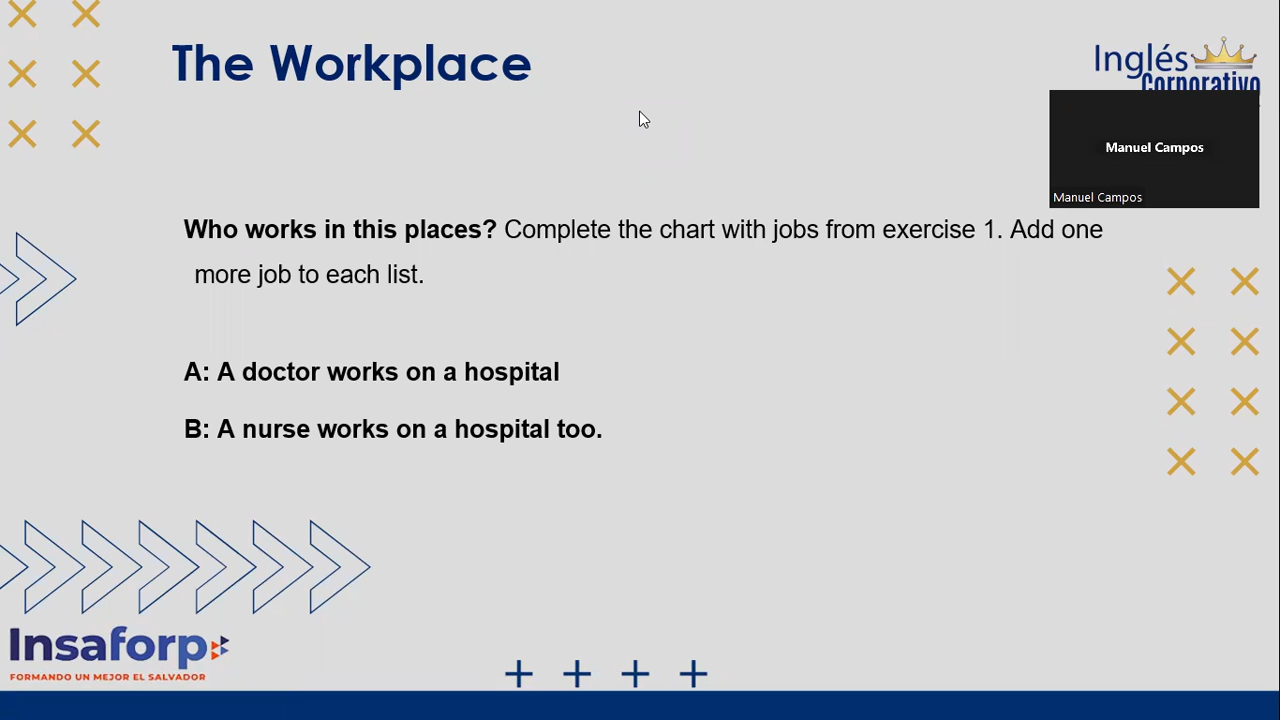 The Workplace
Inglés
Corporativo
Manuel Campos
Manuel Campos
Who works in this places? Complete the chart with jobs from exercise 1. Add one
more job to each list.
A: A doctor works on a hospital
B: A nurse works on a hospital too.
Insaforp
FORMANDO UN MEJOR EL SALVADOR